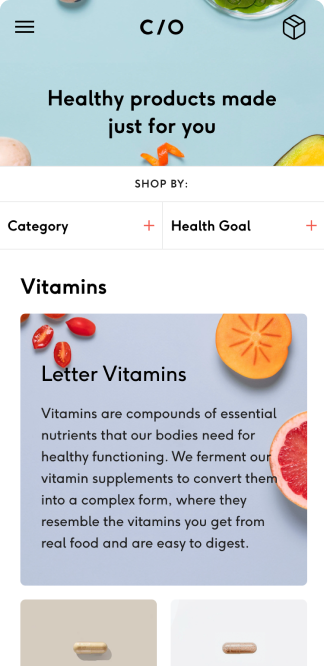 C/O
Healthy products made
just for you
SHOP BY:
Category +
Health Goal +
Vitamins
Letter Vitamins
Vitamins are compounds of essential
nutrients that our bodies need for
healthy functioning. We ferment our
vitamin supplements to convert them
into a complex form, where they
resemble the vitamins you get from
real food and are easy to digest.